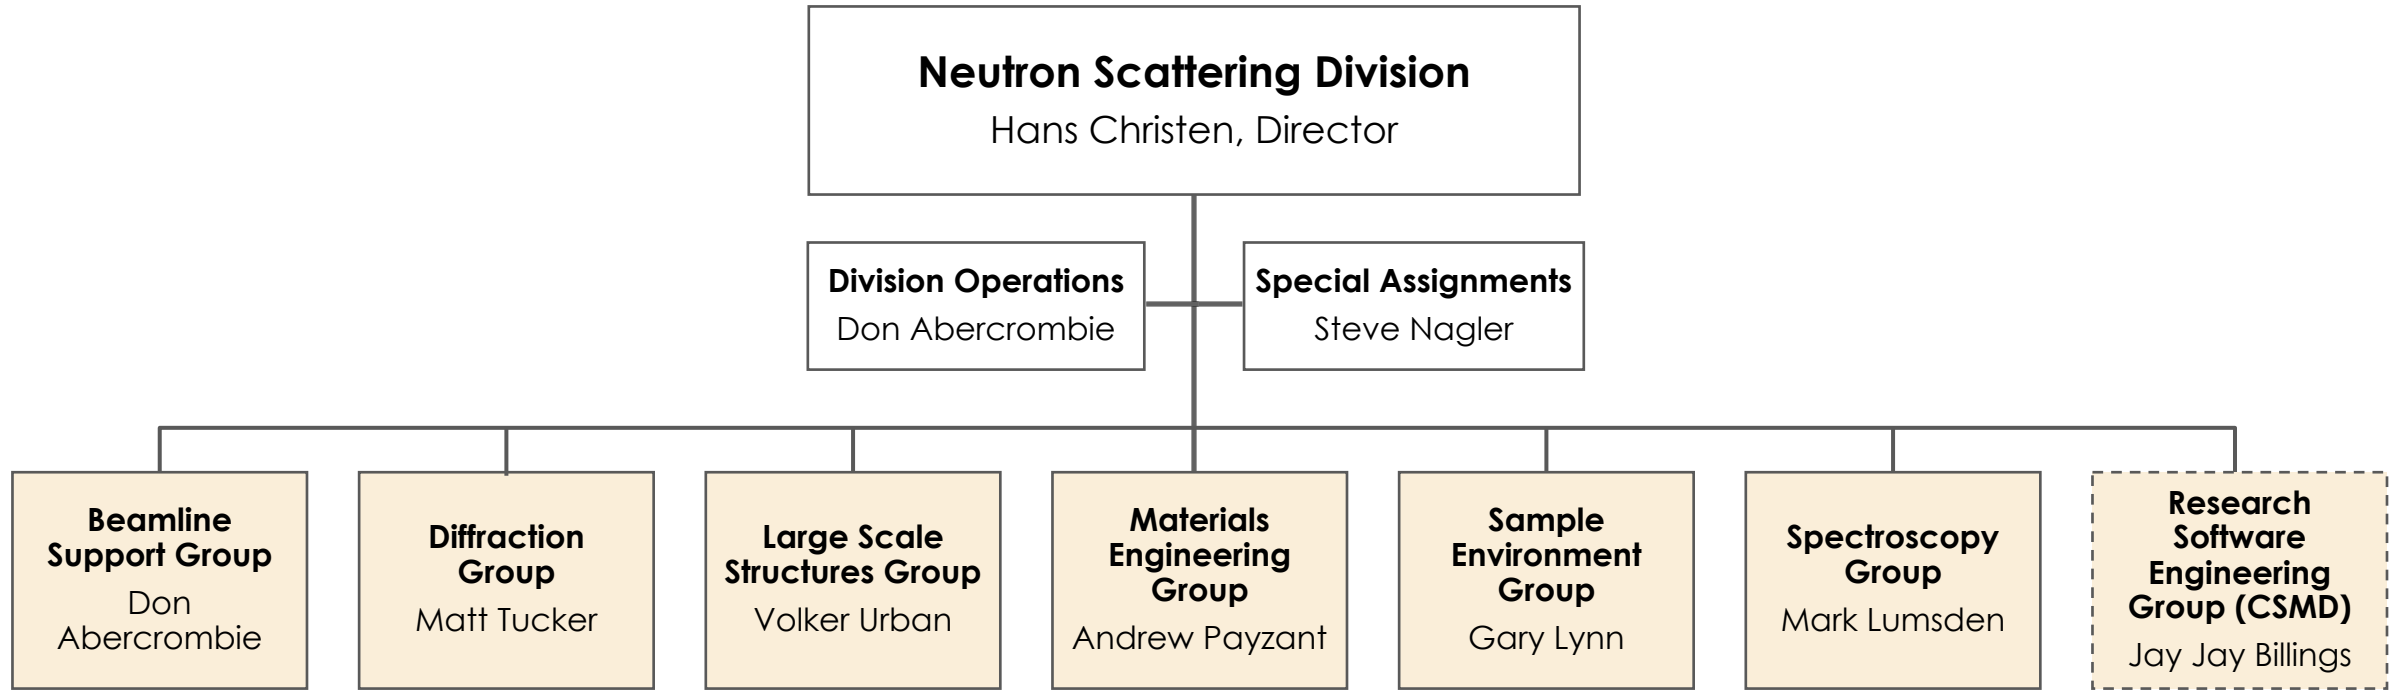 Neutron Scattering Division
Hans Christen, Director
Division Operations
Don Abercrombie
Special Assignments
Steve Nagler
Beamline
Support Group
Don
Abercrombie
Diffraction
Group
Matt Tucker
Large Scale
Structures Group
Volker Urban
Materials
Engineering
Group
Andrew Payzant
Sample
Environment
Group
Gary Lynn
Spectroscopy
Group
Mark Lumsden
Research
Software
Engineering
Group (CSMD)
Jay Jay Billings